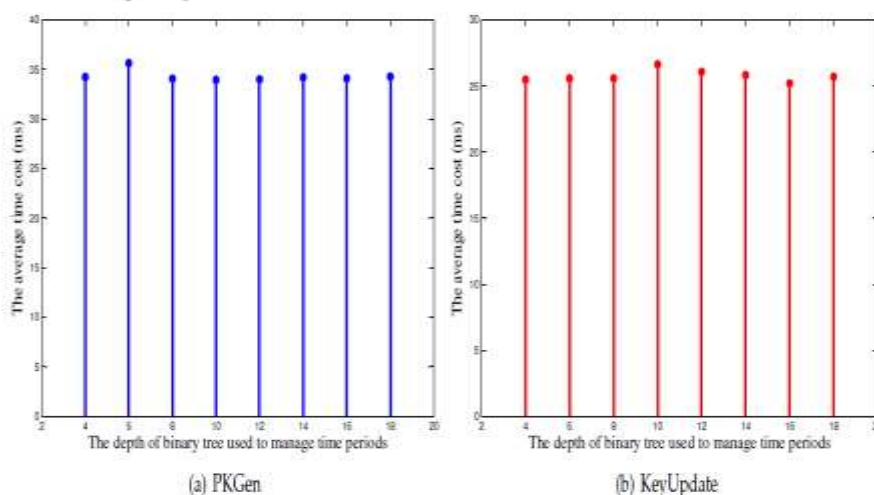 40
35
30
25
20
15
10
5
0
The average time cost (ms)
2 4 6 8 10 12 14 16 18 20
The depth of binary tree used to manage time periods
(a) PKGen
30
25
20
15
10
5
0
The average time cost (ms)
2 4 6 8 10 12 14 16 18
The depth of binary tree used to manage time periods
(b) KeyUpdate